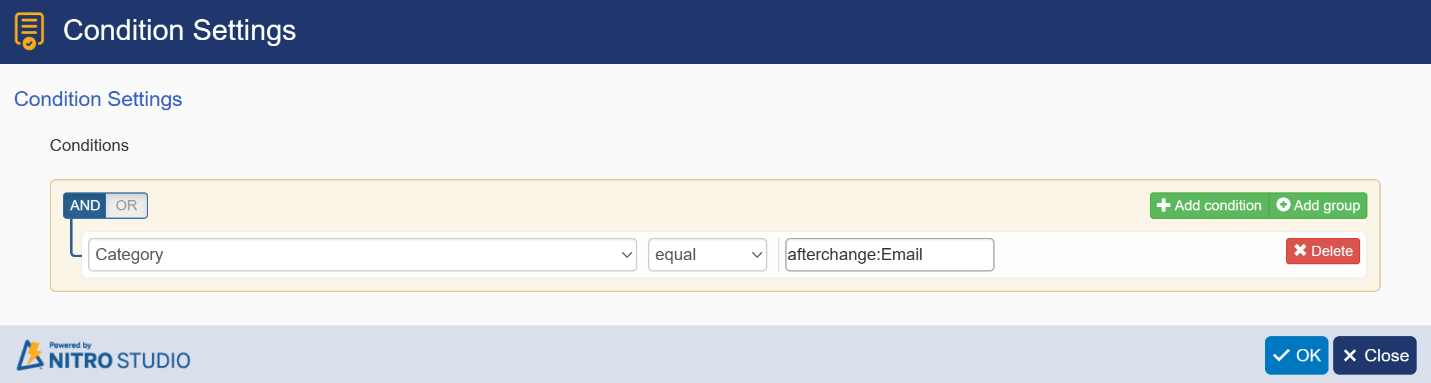 Condition Settings
Condition Settings
Conditions
AND OR
Add condition Add group
Category equal afterchange:Email Delete
Powered by
NITRO STUDIO
OK Close